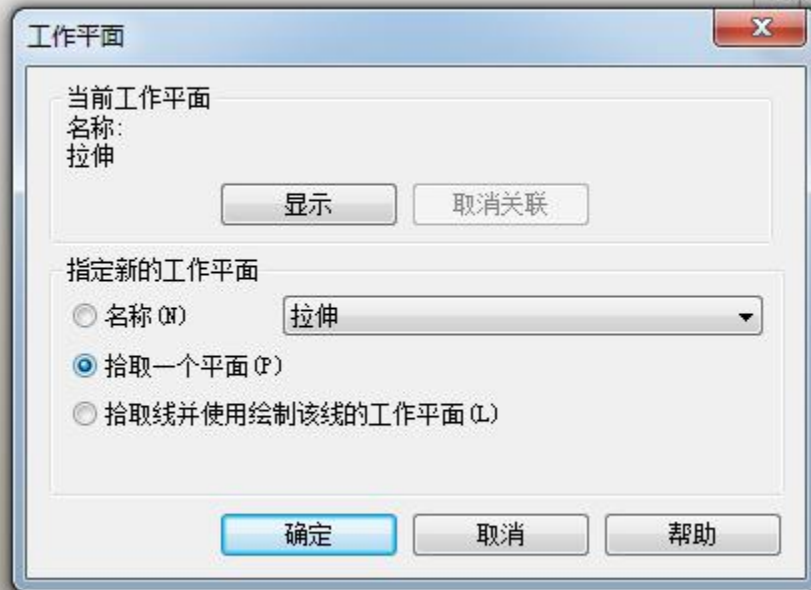 工作平面
当前工作平面
名称:
拉伸
显示
取消关联
指定新的工作平面
名称(N)
拉伸
拾取一个平面(P)
拾取线并使用绘制该线的工作平面(L)
确定
取消
帮助